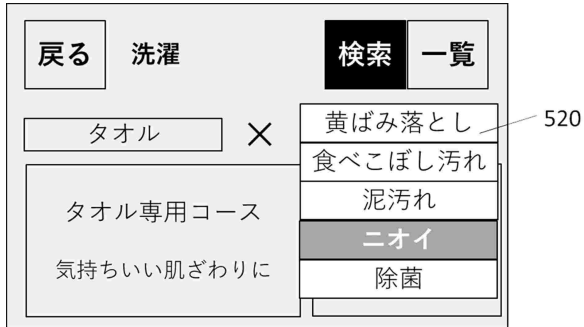 戻る 洗濯 検索 一覧
タオル × 黄ばみ落とし 520
食べこぼし汚れ
泥汚れ
タオル専用コース
ニオイ
気持ちいい肌ざわりに
除菌